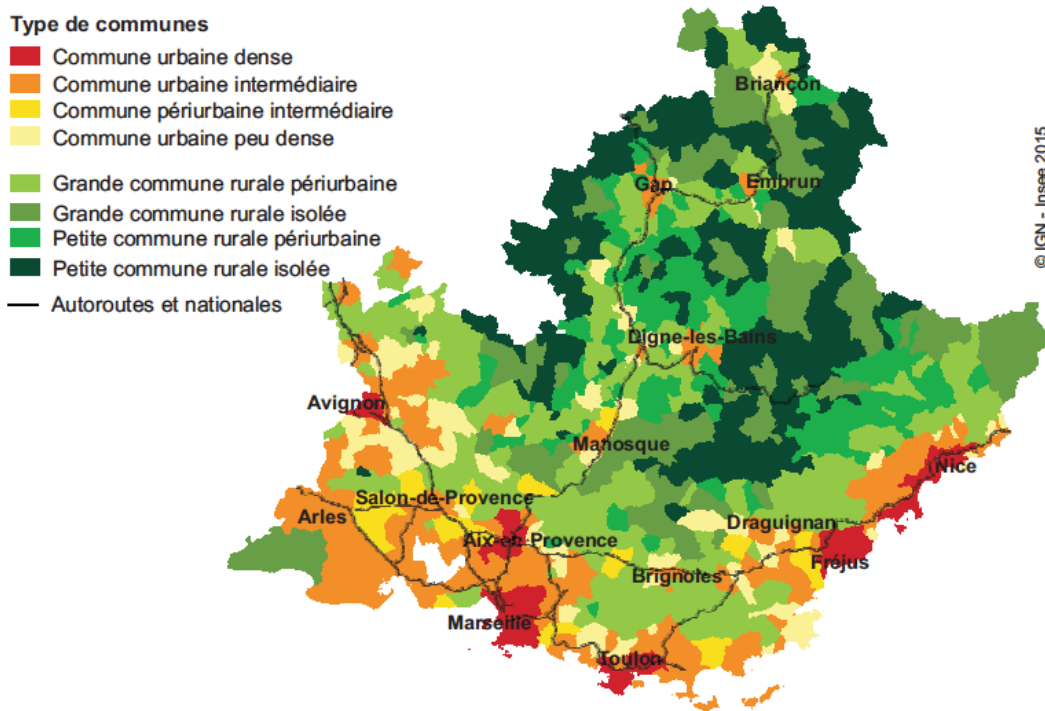 Type de communes
Commune urbaine dense
Commune urbaine intermédiaire
Commune périurbaine intermédiaire
Commune urbaine peu dense
Grande commune rurale périurbaine
Grande commune rurale isolée
Petite commune rurale périurbaine
Petite commune rurale isolée
Autoroutes et nationales
© IGN - Insee 2015
Briançon
Gap
Embrun
Digne-les-Bains
Avignon
Manosque
Nice
Salon-de-Provence
Arles
Draguignan
Aix-en-Provence
Fréjus
Brignoles
Marseille
Toulon